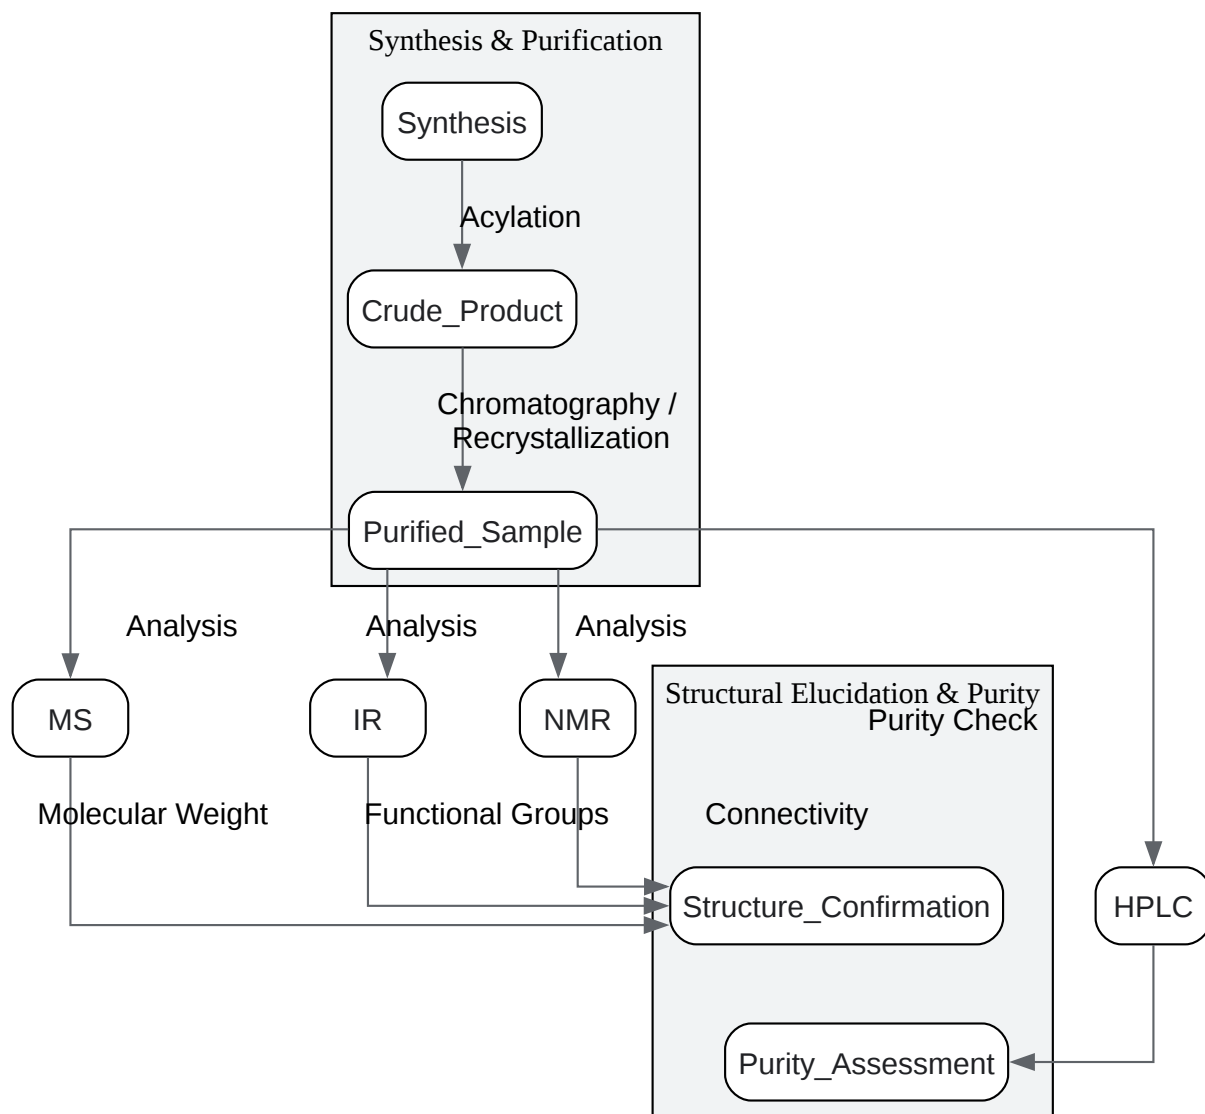 Synthesis & Purification
Synthesis
Acylation
Crude_Product
Chromatography /
Recrystallization
Purified_Sample
Analysis
Analysis
Analysis
MS
IR
NMR
Structural Elucidation & Purity
Purity Check
Molecular Weight
Functional Groups
Connectivity
Structure_Confirmation
HPLC
Purity_Assessment